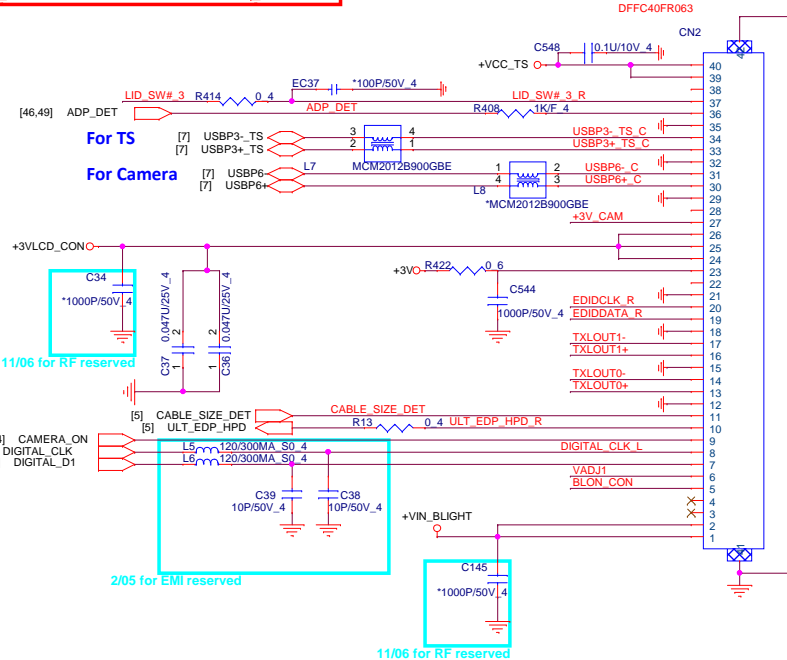 DFFC40FR063
CN2
C548 0.1U/10V_4
+VCC_TS
EC37 *100P/50V_4
LID_SW#_3 R414 0_4 LID_SW#_3_R
[46,49] ADP_DET ADP_DET R408 1K/F_4
For TS [7] USBP3-_TS 3 4 USBP3-_TS_C
[7] USBP3+_TS 2 1 USBP3+_TS_C
L7 MCM2012B900GBE
For Camera [7] USBP6- 1 2 USBP6-_C
[7] USBP6+ 4 3 USBP6+_C
L8 *MCM2012B900GBE
+3V_CAM
+3VLCD_CON
+3V R422 0_6
C34
*1000P/50V_4
11/06 for RF reserved
C37 0.047U/25V_4 1 2
C36 0.047U/25V_4 1 2
C544
1000P/50V_4
EDIDCLK_R
EDIDDATA_R
TXLOUT1-
TXLOUT1+
TXLOUT0-
TXLOUT0+
[5] CABLE_SIZE_DET CABLE_SIZE_DET
[5] ULT_EDP_HPD R13 0_4 ULT_EDP_HPD_R
CAMERA_ON
DIGITAL_CLK L5 120/300MA_S0_4 DIGITAL_CLK_L
DIGITAL_D1 L6 120/300MA_S0_4
VADJ1
BLON_CON
C39
10P/50V_4
C38
10P/50V_4
2/05 for EMI reserved
+VIN_BLIGHT
C145
*1000P/50V_4
11/06 for RF reserved
40
39
38
37
36
35
34
33
32
31
30
29
28
27
26
25
24
23
22
21
20
19
18
17
16
15
14
13
12
11
10
9
8
7
6
5
4
3
2
1